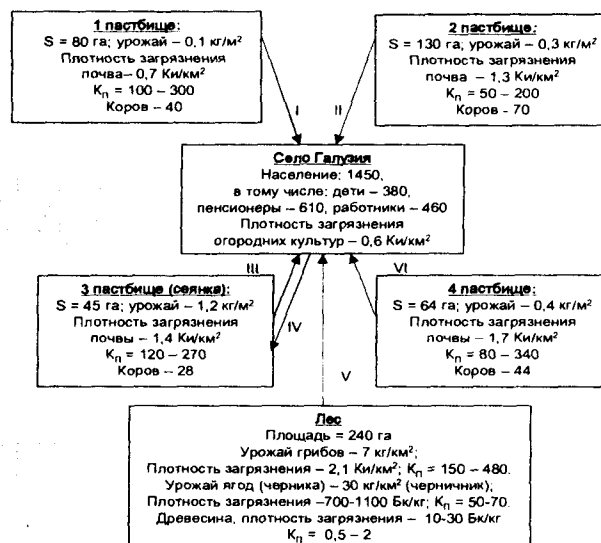 1 пастбище:
S = 80 га; урожай – 0,1 кг/м²
Плотность загрязнения
почва– 0,7 Ки/км²
Kп = 100 – 300
Коров – 40
2 пастбище:
S = 130 га; урожай – 0,3 кг/м²
Плотность загрязнения
почва – 1,3 Ки/км²
Kп = 50 – 200
Коров - 70
I
II
Село Галузия
Население: 1450,
в том числе: дети – 380,
пенсионеры – 610, работники – 460
Плотность загрязнения
огородних культур – 0,6 Ки/км²
III
IV
V
VI
3 пастбище (сеянка):
S = 45 га; урожай – 1,2 кг/м²
Плотность загрязнения
почвы – 1,4 Ки/км²
Kп = 120 – 270
Коров – 28
4 пастбище:
S = 64 га; урожай – 0,4 кг/м²
Плотность загрязнения
почвы – 1,7 Ки/км²
Kп = 80 – 340
Коров – 44
Лес
Площадь = 240 га
Урожай грибов – 7 кг/км²;
Плотность загрязнения – 2,1 Ки/км²; Kп = 150 – 480.
Урожай ягод (черника) – 30 кг/км² (черничник);
Плотность загрязнения –700-1100 Бк/кг; Kп = 50-70.
Древесина, плотность загрязнения – 10-30 Бк/кг
Kп = 0,5 – 2